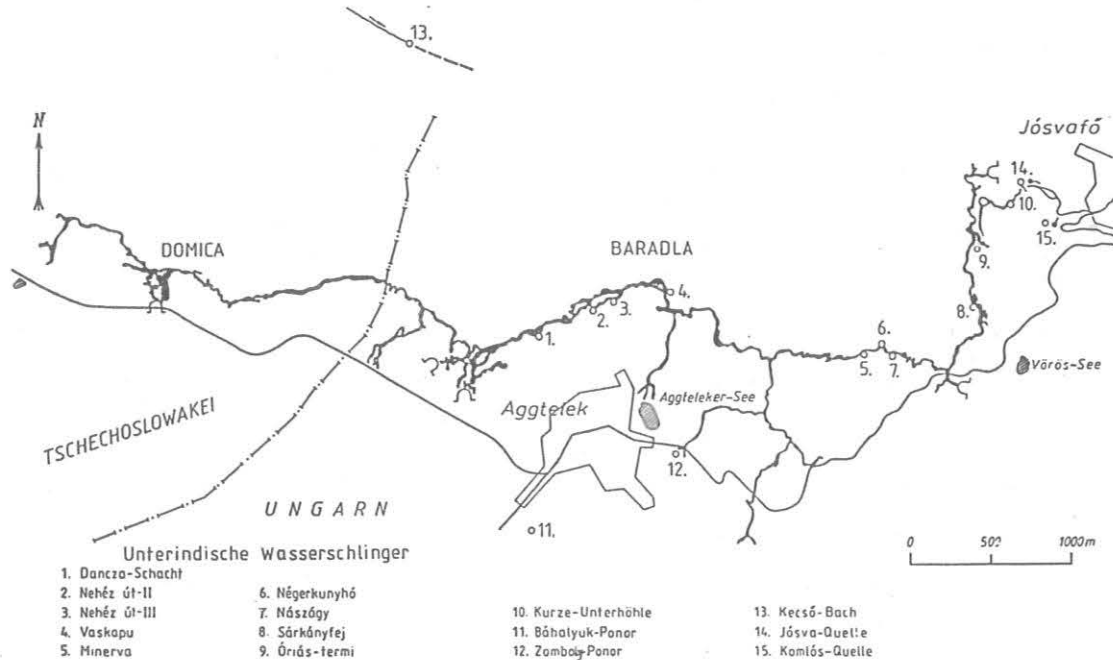 13.
N
Jósvafő
14.
10.
15.
DOMICA
BARADLA
9.
4.
3.
2.
1.
8.
6.
5.
7.
Vörös-See
Aggtelek
Aggteleker-See
TSCHECHOSLOWAKEI
12.
UNGARN
11.
0 500 1000m
Unterindische Wasserschlinger
1. Dancza-Schacht
2. Nehéz út-II
3. Nehéz út-III
4. Vaskapu
5. Minerva
6. Négerkunyhó
7. Nászágy
8. Sárkányfej
9. Óriás-termi
10. Kurze-Unterhöhle
11. Bábalyuk-Ponor
12. Zomboly-Ponor
13. Kecső-Bach
14. Jósva-Quelle
15. Komlós-Quelle